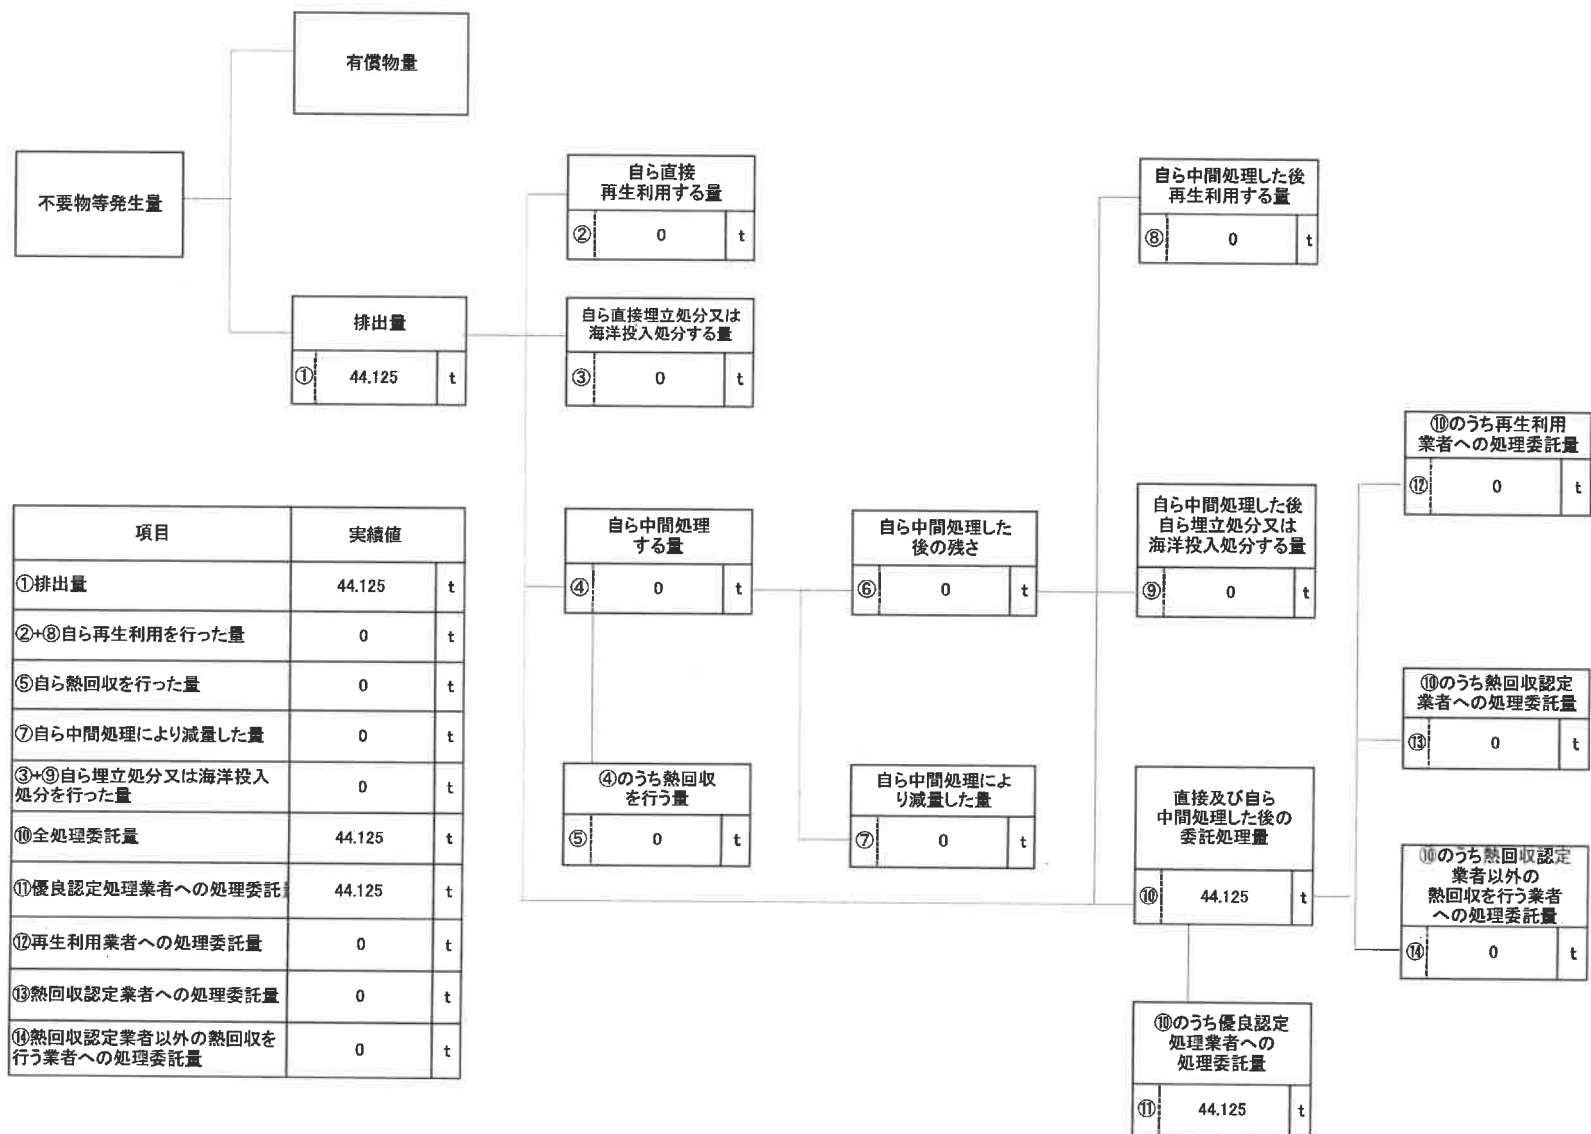 有償物量
不要物等発生量
自ら直接
再生利用する量
② 0 t
自ら中間処理した後
再生利用する量
⑧ 0 t
排出量
① 44.125 t
自ら直接埋立処分又は
海洋投入処分する量
③ 0 t
⑩のうち再生利用
業者への処理委託量
⑫ 0 t
自ら中間処理
する量
④ 0 t
自ら中間処理した
後の残さ
⑥ 0 t
自ら中間処理した後
自ら埋立処分又は
海洋投入処分する量
⑨ 0 t
⑩のうち熱回収認定
業者への処理委託量
⑬ 0 t
④のうち熱回収
を行う量
⑤ 0 t
自ら中間処理によ
り減量した量
⑦ 0 t
直接及び自ら
中間処理した後の
委託処理量
⑩ 44.125 t
⑩のうち熱回収認定
業者以外の
熱回収を行う業者
への処理委託量
⑭ 0 t
⑩のうち優良認定
処理業者への
処理委託量
⑪ 44.125 t
項目 実績値
①排出量 44.125 t
②+⑧自ら再生利用を行った量 0 t
⑤自ら熱回収を行った量 0 t
⑦自ら中間処理により減量した量 0 t
③+⑨自ら埋立処分又は海洋投入
処分を行った量 0 t
⑩全処理委託量 44.125 t
⑪優良認定処理業者への処理委託 44.125 t
⑫再生利用業者への処理委託量 0 t
⑬熱回収認定業者への処理委託量 0 t
⑭熱回収認定業者以外の熱回収を
行う業者への処理委託量 0 t